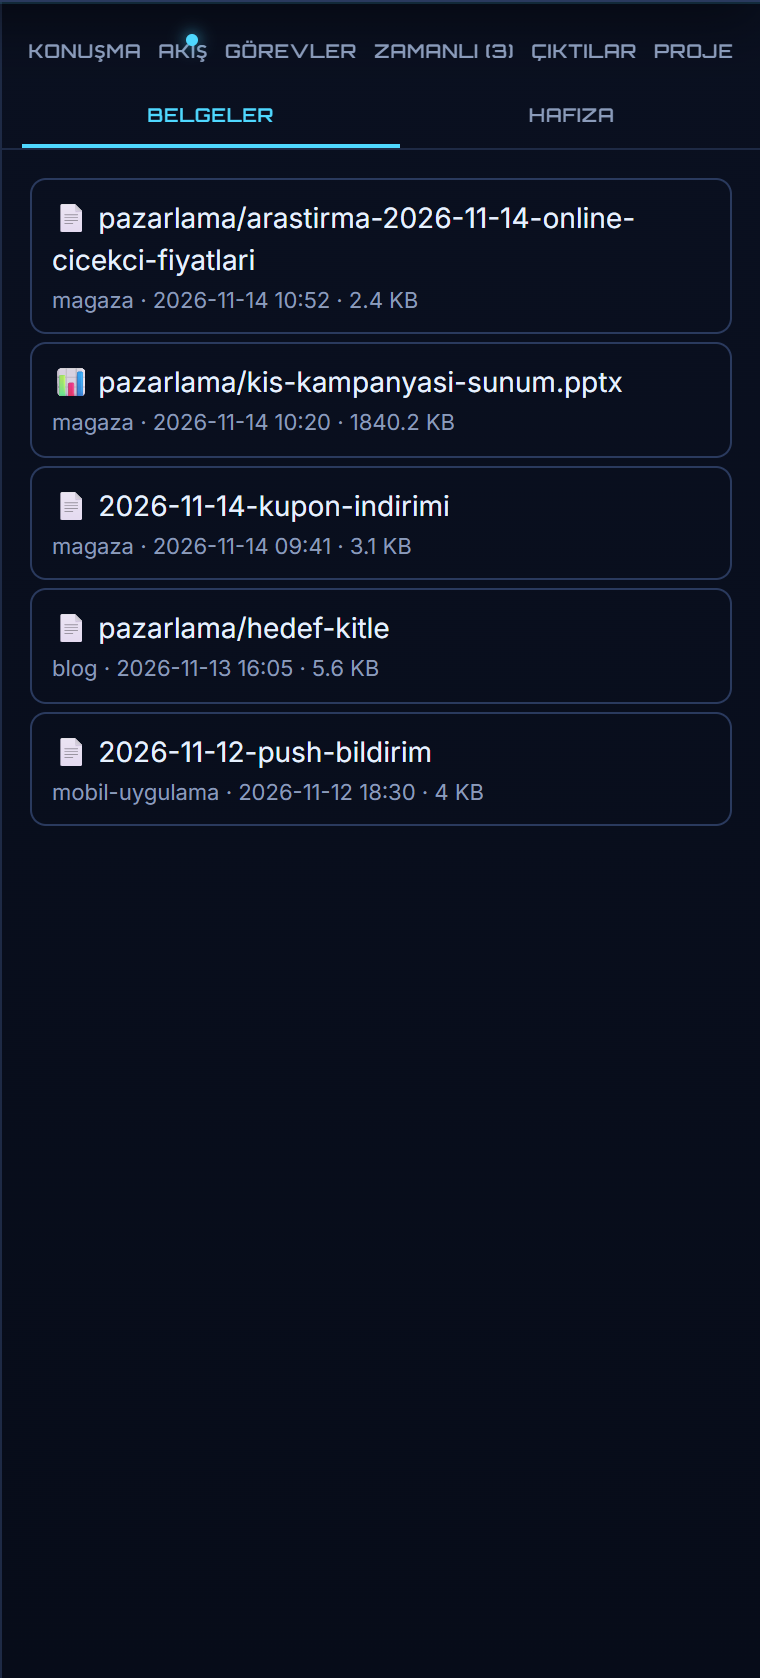 KONUŞMA AKIŞ GÖREVLER ZAMANLI (3) ÇIKTILAR PROJE
BELGELER HAFIZA
pazarlama/arastirma-2026-11-14-online-
cicekci-fiyatlari
magaza · 2026-11-14 10:52 · 2.4 KB
pazarlama/kis-kampanyasi-sunum.pptx
magaza · 2026-11-14 10:20 · 1840.2 KB
2026-11-14-kupon-indirimi
magaza · 2026-11-14 09:41 · 3.1 KB
pazarlama/hedef-kitle
blog · 2026-11-13 16:05 · 5.6 KB
2026-11-12-push-bildirim
mobil-uygulama · 2026-11-12 18:30 · 4 KB